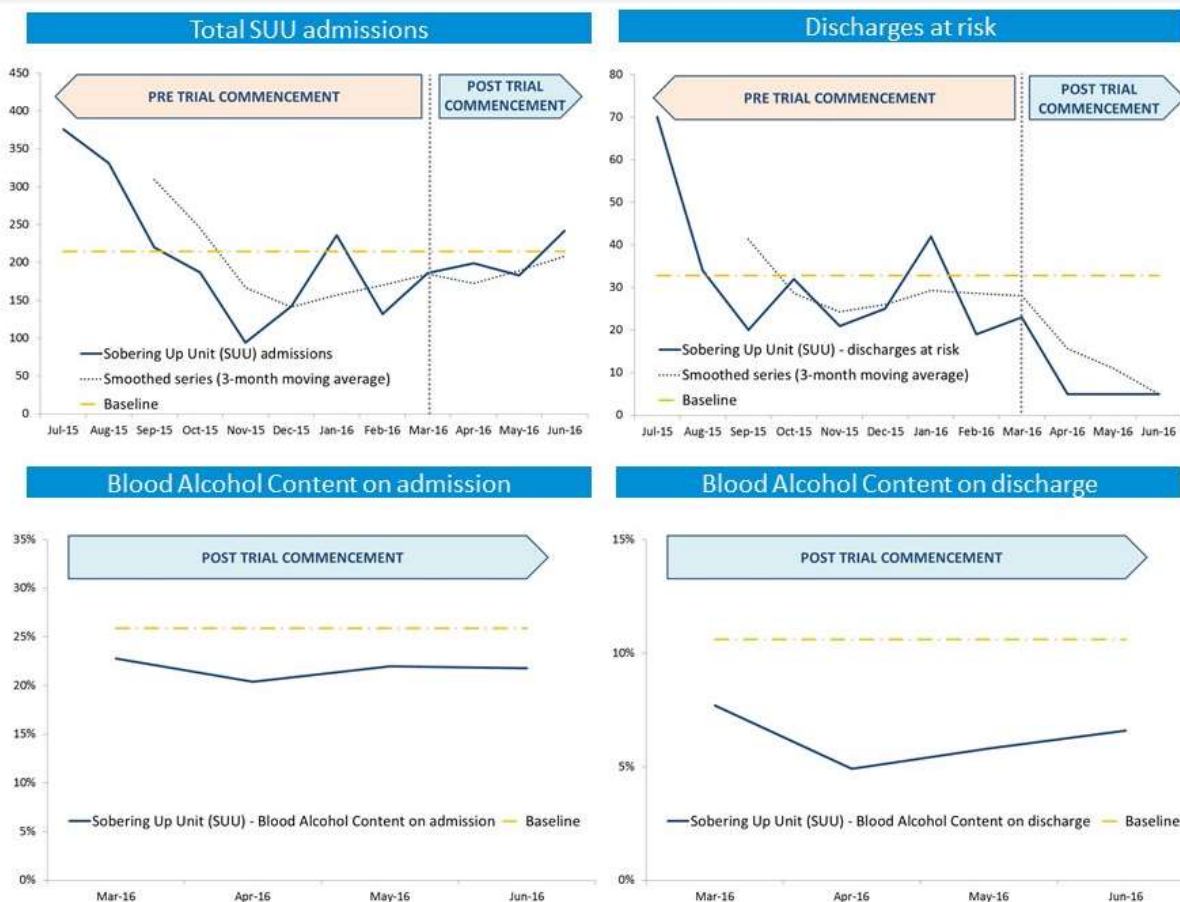 Total SUU admissions
450
400
350
300
250
200
150
100
50
0
PRE TRIAL COMMENCEMENT
POST TRIAL
COMMENCEMENT
Sobering Up Unit (SUU) admissions
Smoothed series (3-month moving average)
Baseline
Jul-15 Aug-15 Sep-15 Oct-15 Nov-15 Dec-15 Jan-16 Feb-16 Mar-16 Apr-16 May-16 Jun-16
Discharges at risk
80
70
60
50
40
30
20
10
0
PRE TRIAL COMMENCEMENT
POST TRIAL
COMMENCEMENT
Sobering Up Unit (SUU) - discharges at risk
Smoothed series (3-month moving average)
Baseline
Jul-15 Aug-15 Sep-15 Oct-15 Nov-15 Dec-15 Jan-16 Feb-16 Mar-16 Apr-16 May-16 Jun-16
Blood Alcohol Content on admission
35%
30%
25%
20%
15%
10%
5%
0%
POST TRIAL COMMENCEMENT
Sobering Up Unit (SUU) - Blood Alcohol Content on admission Baseline
Mar-16 Apr-16 May-16 Jun-16
Blood Alcohol Content on discharge
15%
10%
5%
0%
POST TRIAL COMMENCEMENT
Sobering Up Unit (SUU) - Blood Alcohol Content on discharge Baseline
Mar-16 Apr-16 May-16 Jun-16